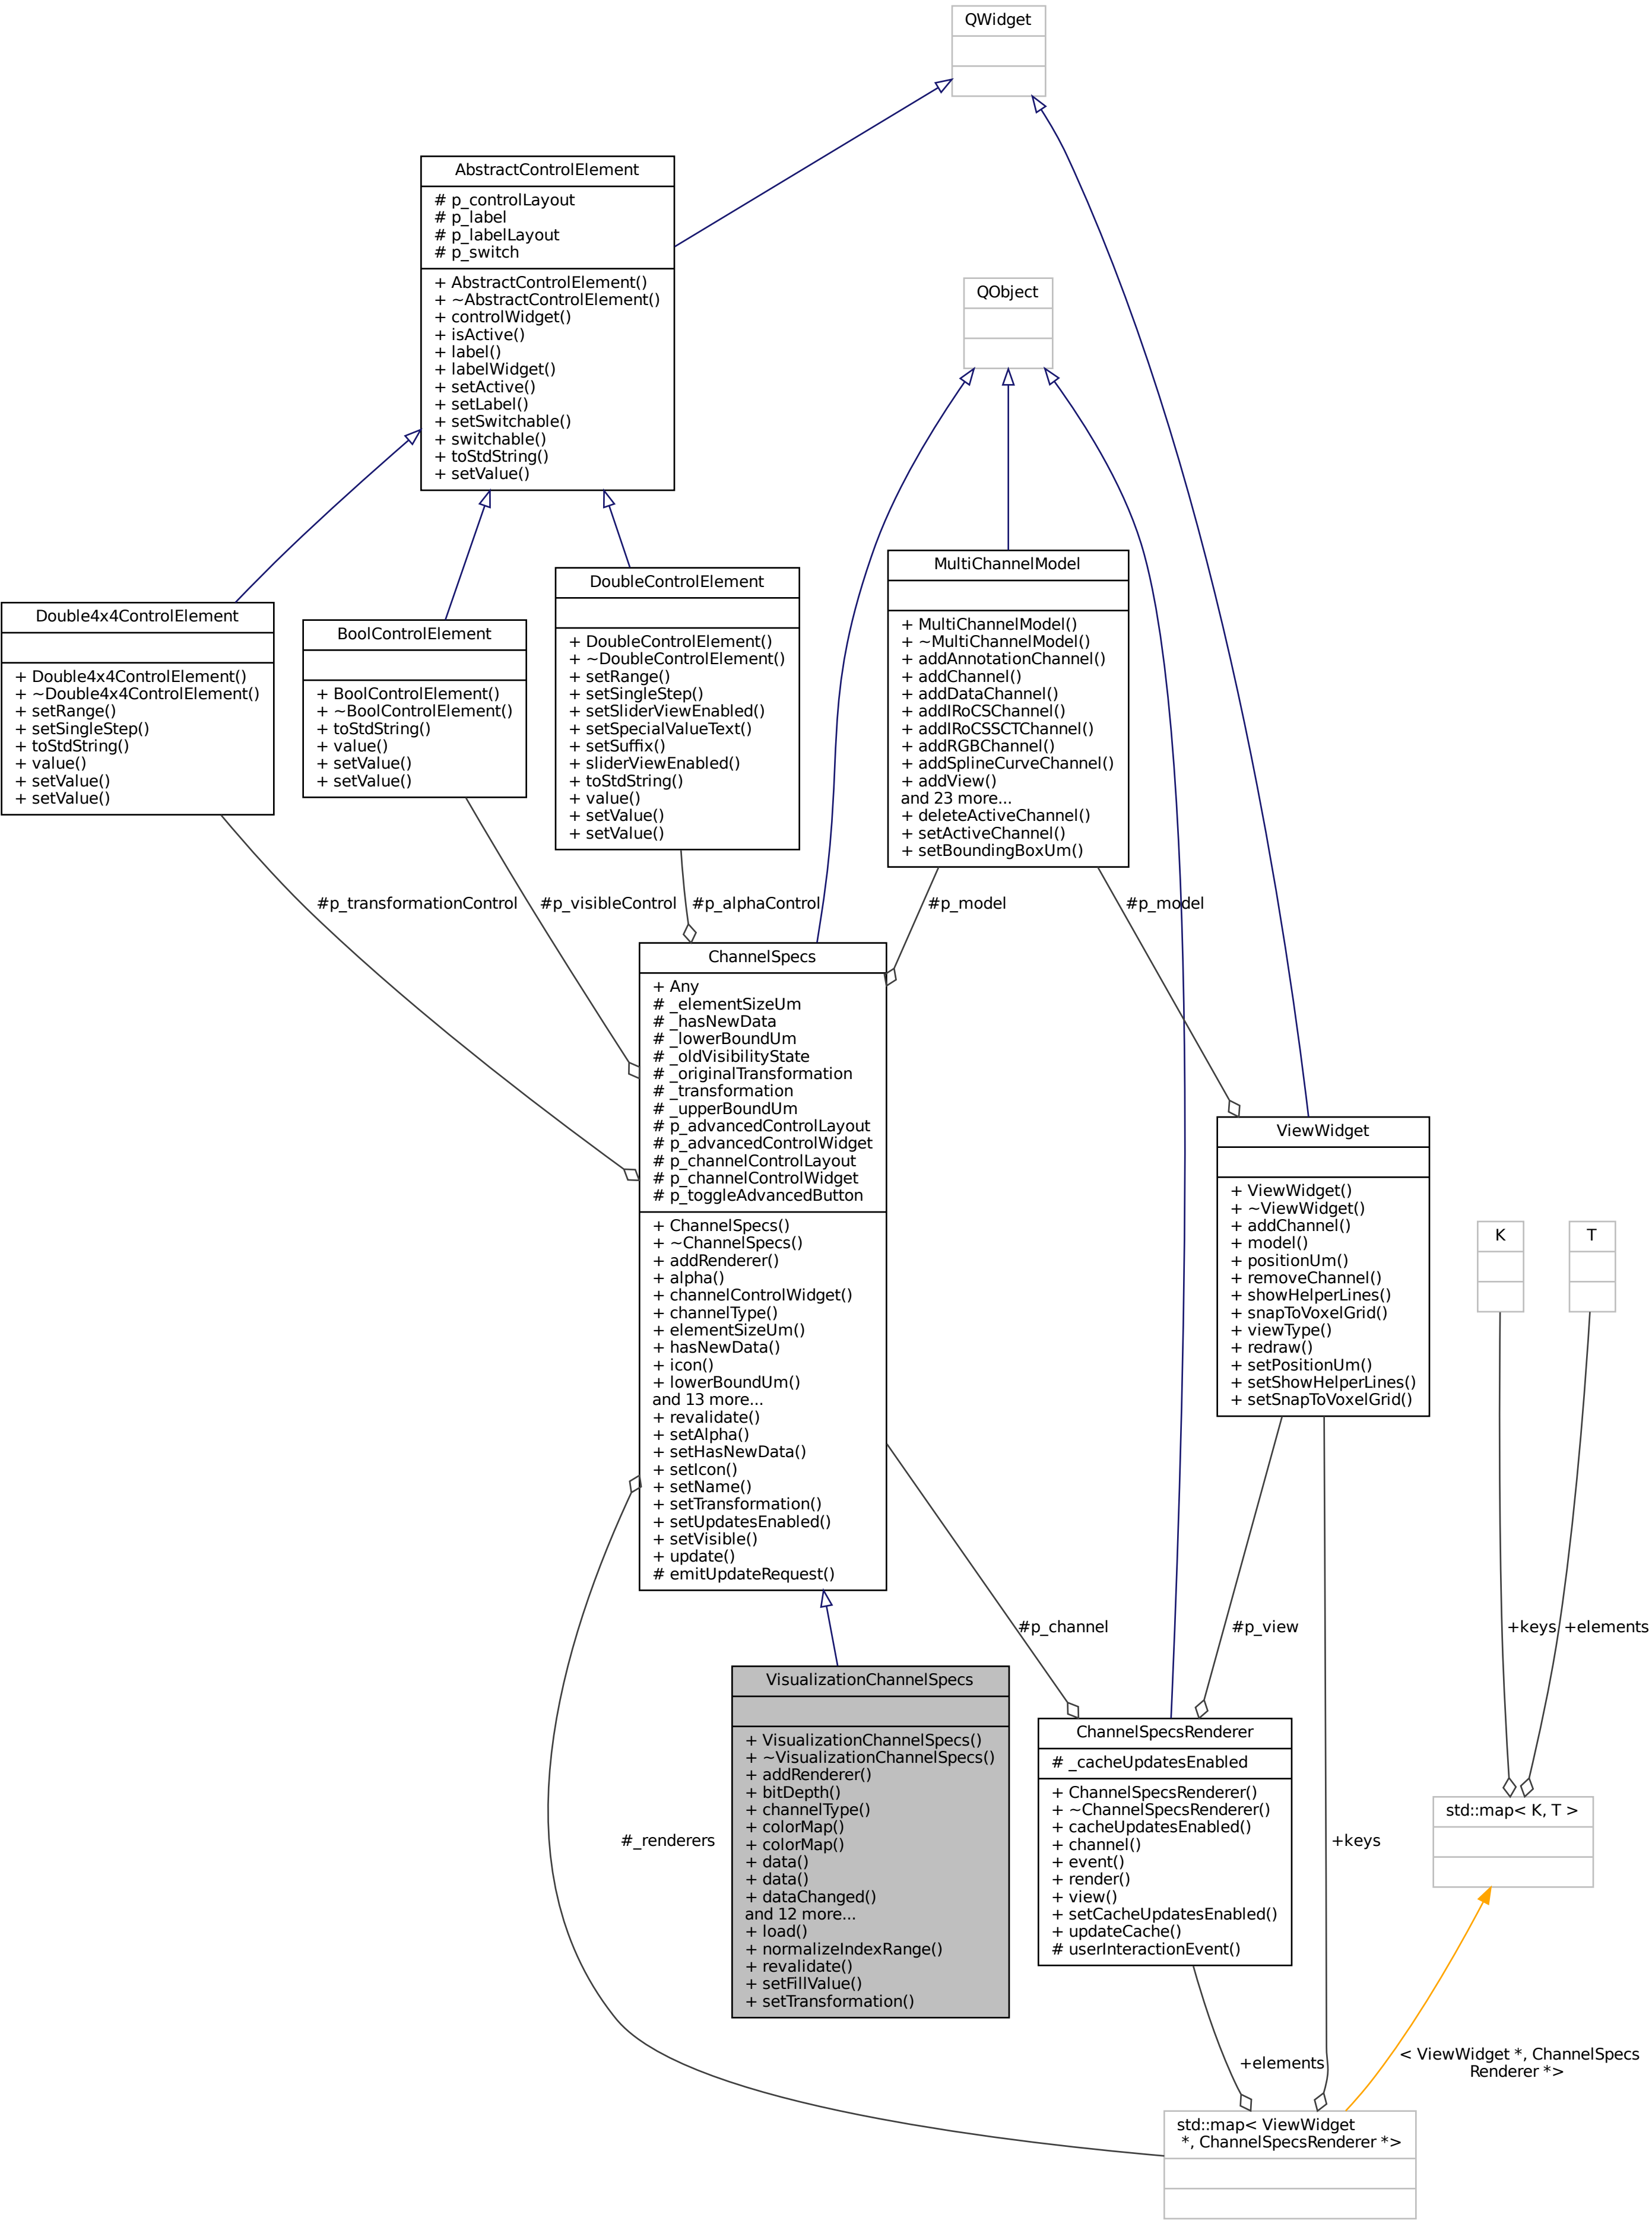 QWidget
AbstractControlElement
# p_controlLayout
# p_label
# p_labelLayout
# p_switch
+ AbstractControlElement()
+ ~AbstractControlElement()
+ controlWidget()
+ isActive()
+ label()
+ labelWidget()
+ setActive()
+ setLabel()
+ setSwitchable()
+ switchable()
+ toStdString()
+ setValue()
QObject
Double4x4ControlElement
+ Double4x4ControlElement()
+ ~Double4x4ControlElement()
+ setRange()
+ setSingleStep()
+ toStdString()
+ value()
+ setValue()
+ setValue()
BoolControlElement
+ BoolControlElement()
+ ~BoolControlElement()
+ toStdString()
+ value()
+ setValue()
+ setValue()
DoubleControlElement
+ DoubleControlElement()
+ ~DoubleControlElement()
+ setRange()
+ setSingleStep()
+ setSliderViewEnabled()
+ setSpecialValueText()
+ setSuffix()
+ sliderViewEnabled()
+ toStdString()
+ value()
+ setValue()
+ setValue()
MultiChannelModel
+ MultiChannelModel()
+ ~MultiChannelModel()
+ addAnnotationChannel()
+ addChannel()
+ addDataChannel()
+ addIRoCSChannel()
+ addIRoCSSCTChannel()
+ addRGBChannel()
+ addSplineCurveChannel()
+ addView()
and 23 more...
+ deleteActiveChannel()
+ setActiveChannel()
+ setBoundingBoxUm()
#p_transformationControl
#p_visibleControl
#p_alphaControl
#p_model
#p_model
ChannelSpecs
+ Any
# _elementSizeUm
# _hasNewData
# _lowerBoundUm
# _oldVisibilityState
# _originalTransformation
# _transformation
# _upperBoundUm
# p_advancedControlLayout
# p_advancedControlWidget
# p_channelControlLayout
# p_channelControlWidget
# p_toggleAdvancedButton
+ ChannelSpecs()
+ ~ChannelSpecs()
+ addRenderer()
+ alpha()
+ channelControlWidget()
+ channelType()
+ elementSizeUm()
+ hasNewData()
+ icon()
+ lowerBoundUm()
and 13 more...
+ revalidate()
+ setAlpha()
+ setHasNewData()
+ setIcon()
+ setName()
+ setTransformation()
+ setUpdatesEnabled()
+ setVisible()
+ update()
# emitUpdateRequest()
ViewWidget
+ ViewWidget()
+ ~ViewWidget()
+ addChannel()
+ model()
+ positionUm()
+ removeChannel()
+ showHelperLines()
+ snapToVoxelGrid()
+ viewType()
+ redraw()
+ setPositionUm()
+ setShowHelperLines()
+ setSnapToVoxelGrid()
K
T
#p_channel
#p_view
+keys
+elements
VisualizationChannelSpecs
+ VisualizationChannelSpecs()
+ ~VisualizationChannelSpecs()
+ addRenderer()
+ bitDepth()
+ channelType()
+ colorMap()
+ colorMap()
+ data()
+ data()
+ dataChanged()
and 12 more...
+ load()
+ normalizeIndexRange()
+ revalidate()
+ setFillValue()
+ setTransformation()
ChannelSpecsRenderer
# _cacheUpdatesEnabled
+ ChannelSpecsRenderer()
+ ~ChannelSpecsRenderer()
+ cacheUpdatesEnabled()
+ channel()
+ event()
+ render()
+ view()
+ setCacheUpdatesEnabled()
+ updateCache()
# userInteractionEvent()
std::map< K, T >
#_renderers
+keys
+elements
< ViewWidget *, ChannelSpecs
Renderer *>
std::map< ViewWidget
*, ChannelSpecsRenderer *>